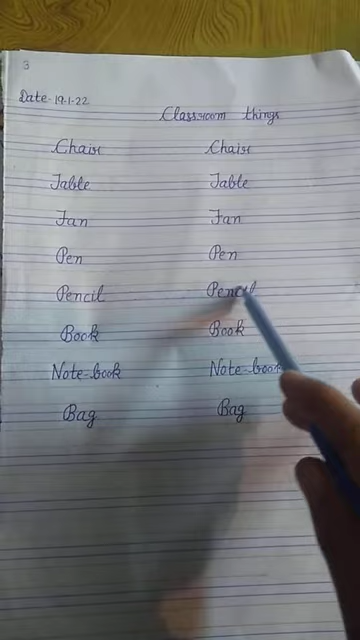 3
Date-19-1-22
Classroom things
Chair Chair
Table Table
Fan Fan
Pen Pen
Pencil Pencil
Book Book
Note-book Note-book
Bag Bag